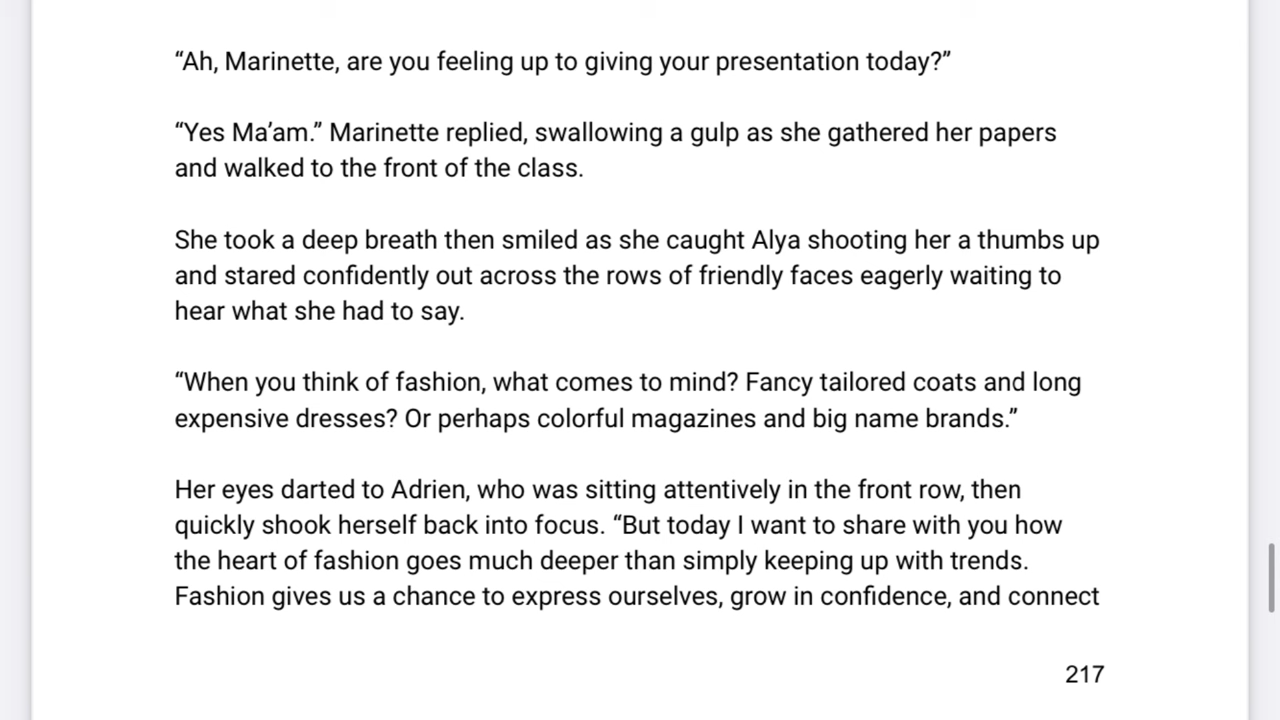 “Ah, Marinette, are you feeling up to giving your presentation today?”
“Yes Ma’am.” Marinette replied, swallowing a gulp as she gathered her papers
and walked to the front of the class.
She took a deep breath then smiled as she caught Alya shooting her a thumbs up
and stared confidently out across the rows of friendly faces eagerly waiting to
hear what she had to say.
“When you think of fashion, what comes to mind? Fancy tailored coats and long
expensive dresses? Or perhaps colorful magazines and big name brands.”
Her eyes darted to Adrien, who was sitting attentively in the front row, then
quickly shook herself back into focus. “But today I want to share with you how
the heart of fashion goes much deeper than simply keeping up with trends.
Fashion gives us a chance to express ourselves, grow in confidence, and connect
217